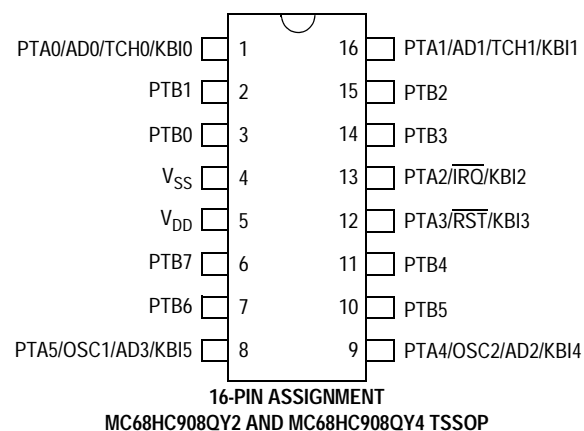 PTA0/AD0/TCH0/KBI0 1 16 PTA1/AD1/TCH1/KBI1
PTB1 2 15 PTB2
PTB0 3 14 PTB3
VSS 4 13 PTA2/IRQ/KBI2
VDD 5 12 PTA3/RST/KBI3
PTB7 6 11 PTB4
PTB6 7 10 PTB5
PTA5/OSC1/AD3/KBI5 8 9 PTA4/OSC2/AD2/KBI4
16-PIN ASSIGNMENT
MC68HC908QY2 AND MC68HC908QY4 TSSOP